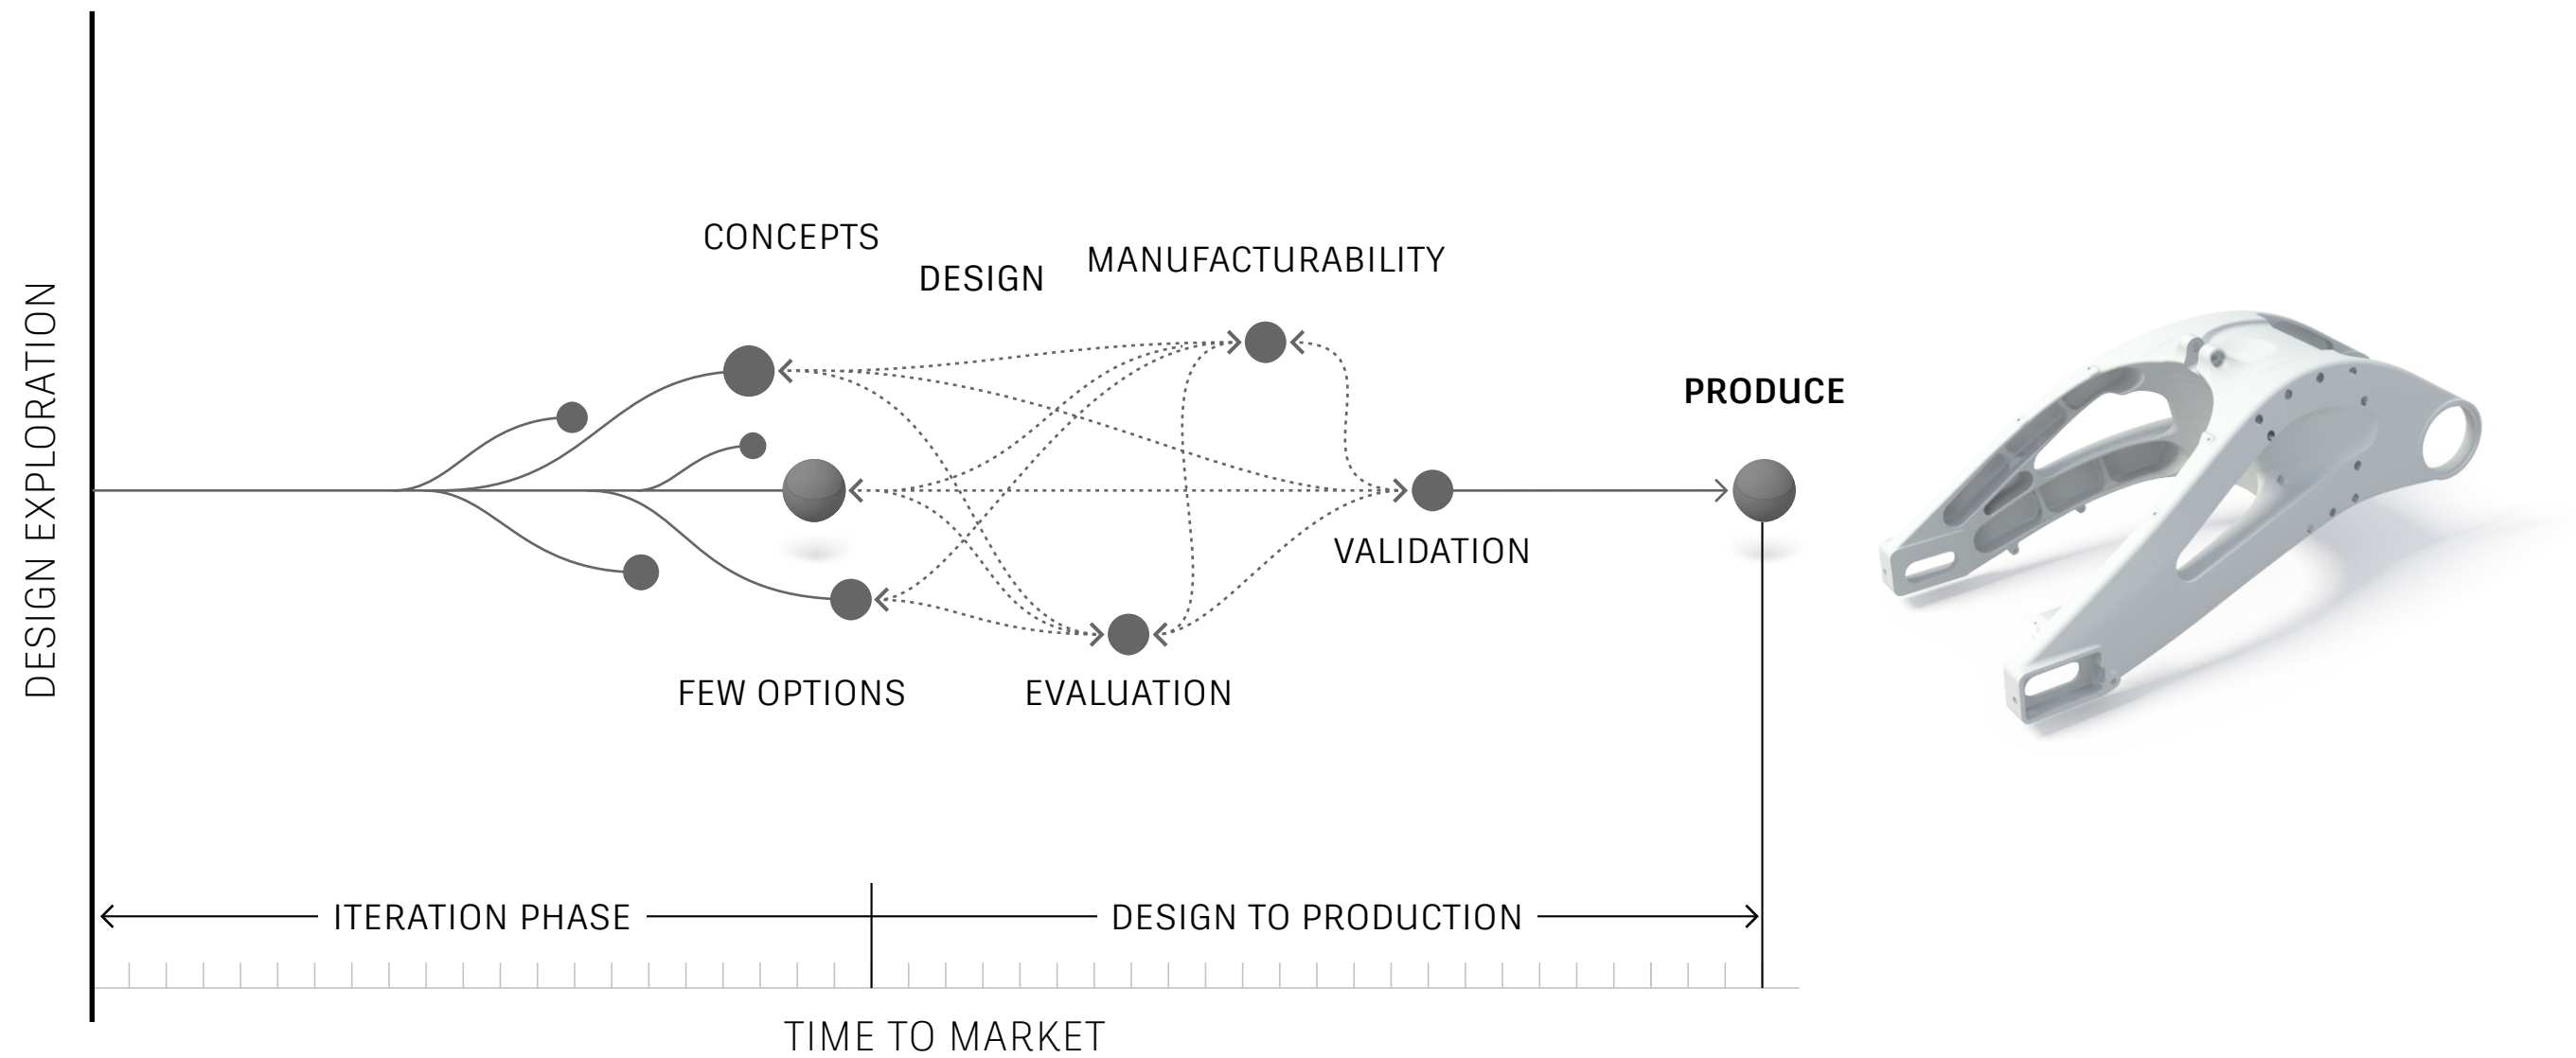 CONCEPTS
DESIGN
MANUFACTURABILITY
DESIGN EXPLORATION
PRODUCE
VALIDATION
FEW OPTIONS
EVALUATION
ITERATION PHASE
DESIGN TO PRODUCTION
TIME TO MARKET